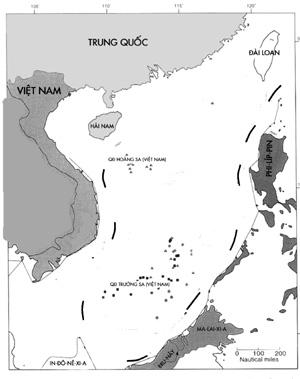 105
110
115
120
TRUNG QUỐC
ĐÀI LOAN
VIỆT NAM
HẢI NAM
QĐ HOÀNG SA (VIỆT NAM)
PHI-LÍP-PIN
QĐ TRƯỜNG SA (VIỆT NAM)
MA-LAI-XI-A
BRU-NÂY
IN-ĐÔ-NÊ-XI-A
0 100 200
Nautical miles